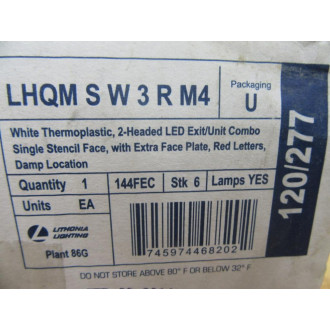 LHQM S W 3 R M4
Packaging
U
White Thermoplastic, 2-Headed LED Exit/Unit Combo
Single Stencil Face, with Extra Face Plate, Red Letters,
Damp Location
120/277
Quantity 1 144FEC Stk 6 Lamps YES
Units EA
LITHONIA
LIGHTING
Plant 86G
745974468202
DO NOT STORE ABOVE 80° F OR BELOW 32° F